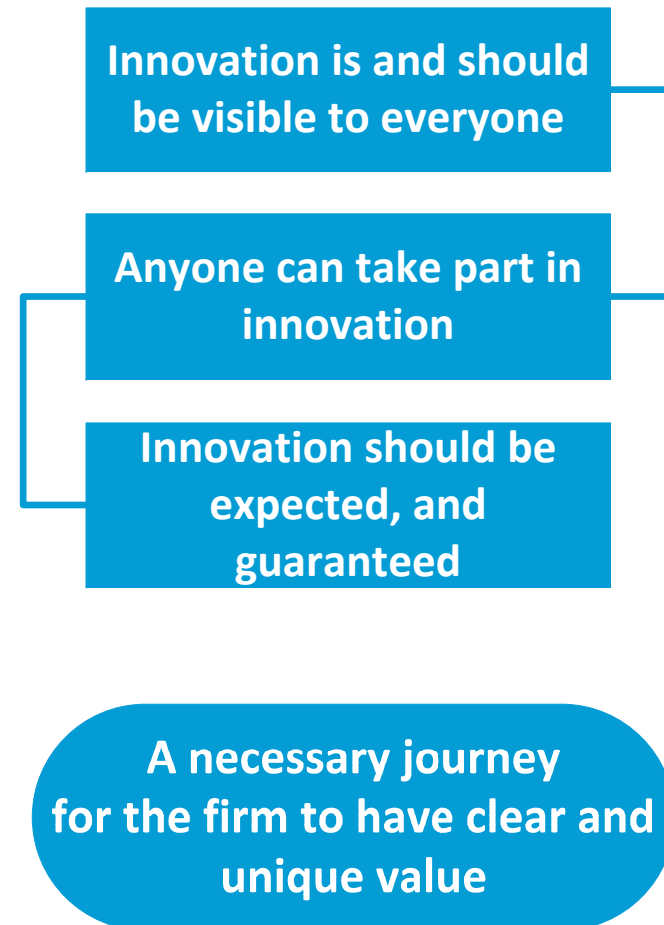 Innovation is and should
be visible to everyone
Anyone can take part in
innovation
Innovation should be
expected, and
guaranteed
A necessary journey
for the firm to have clear and
unique value